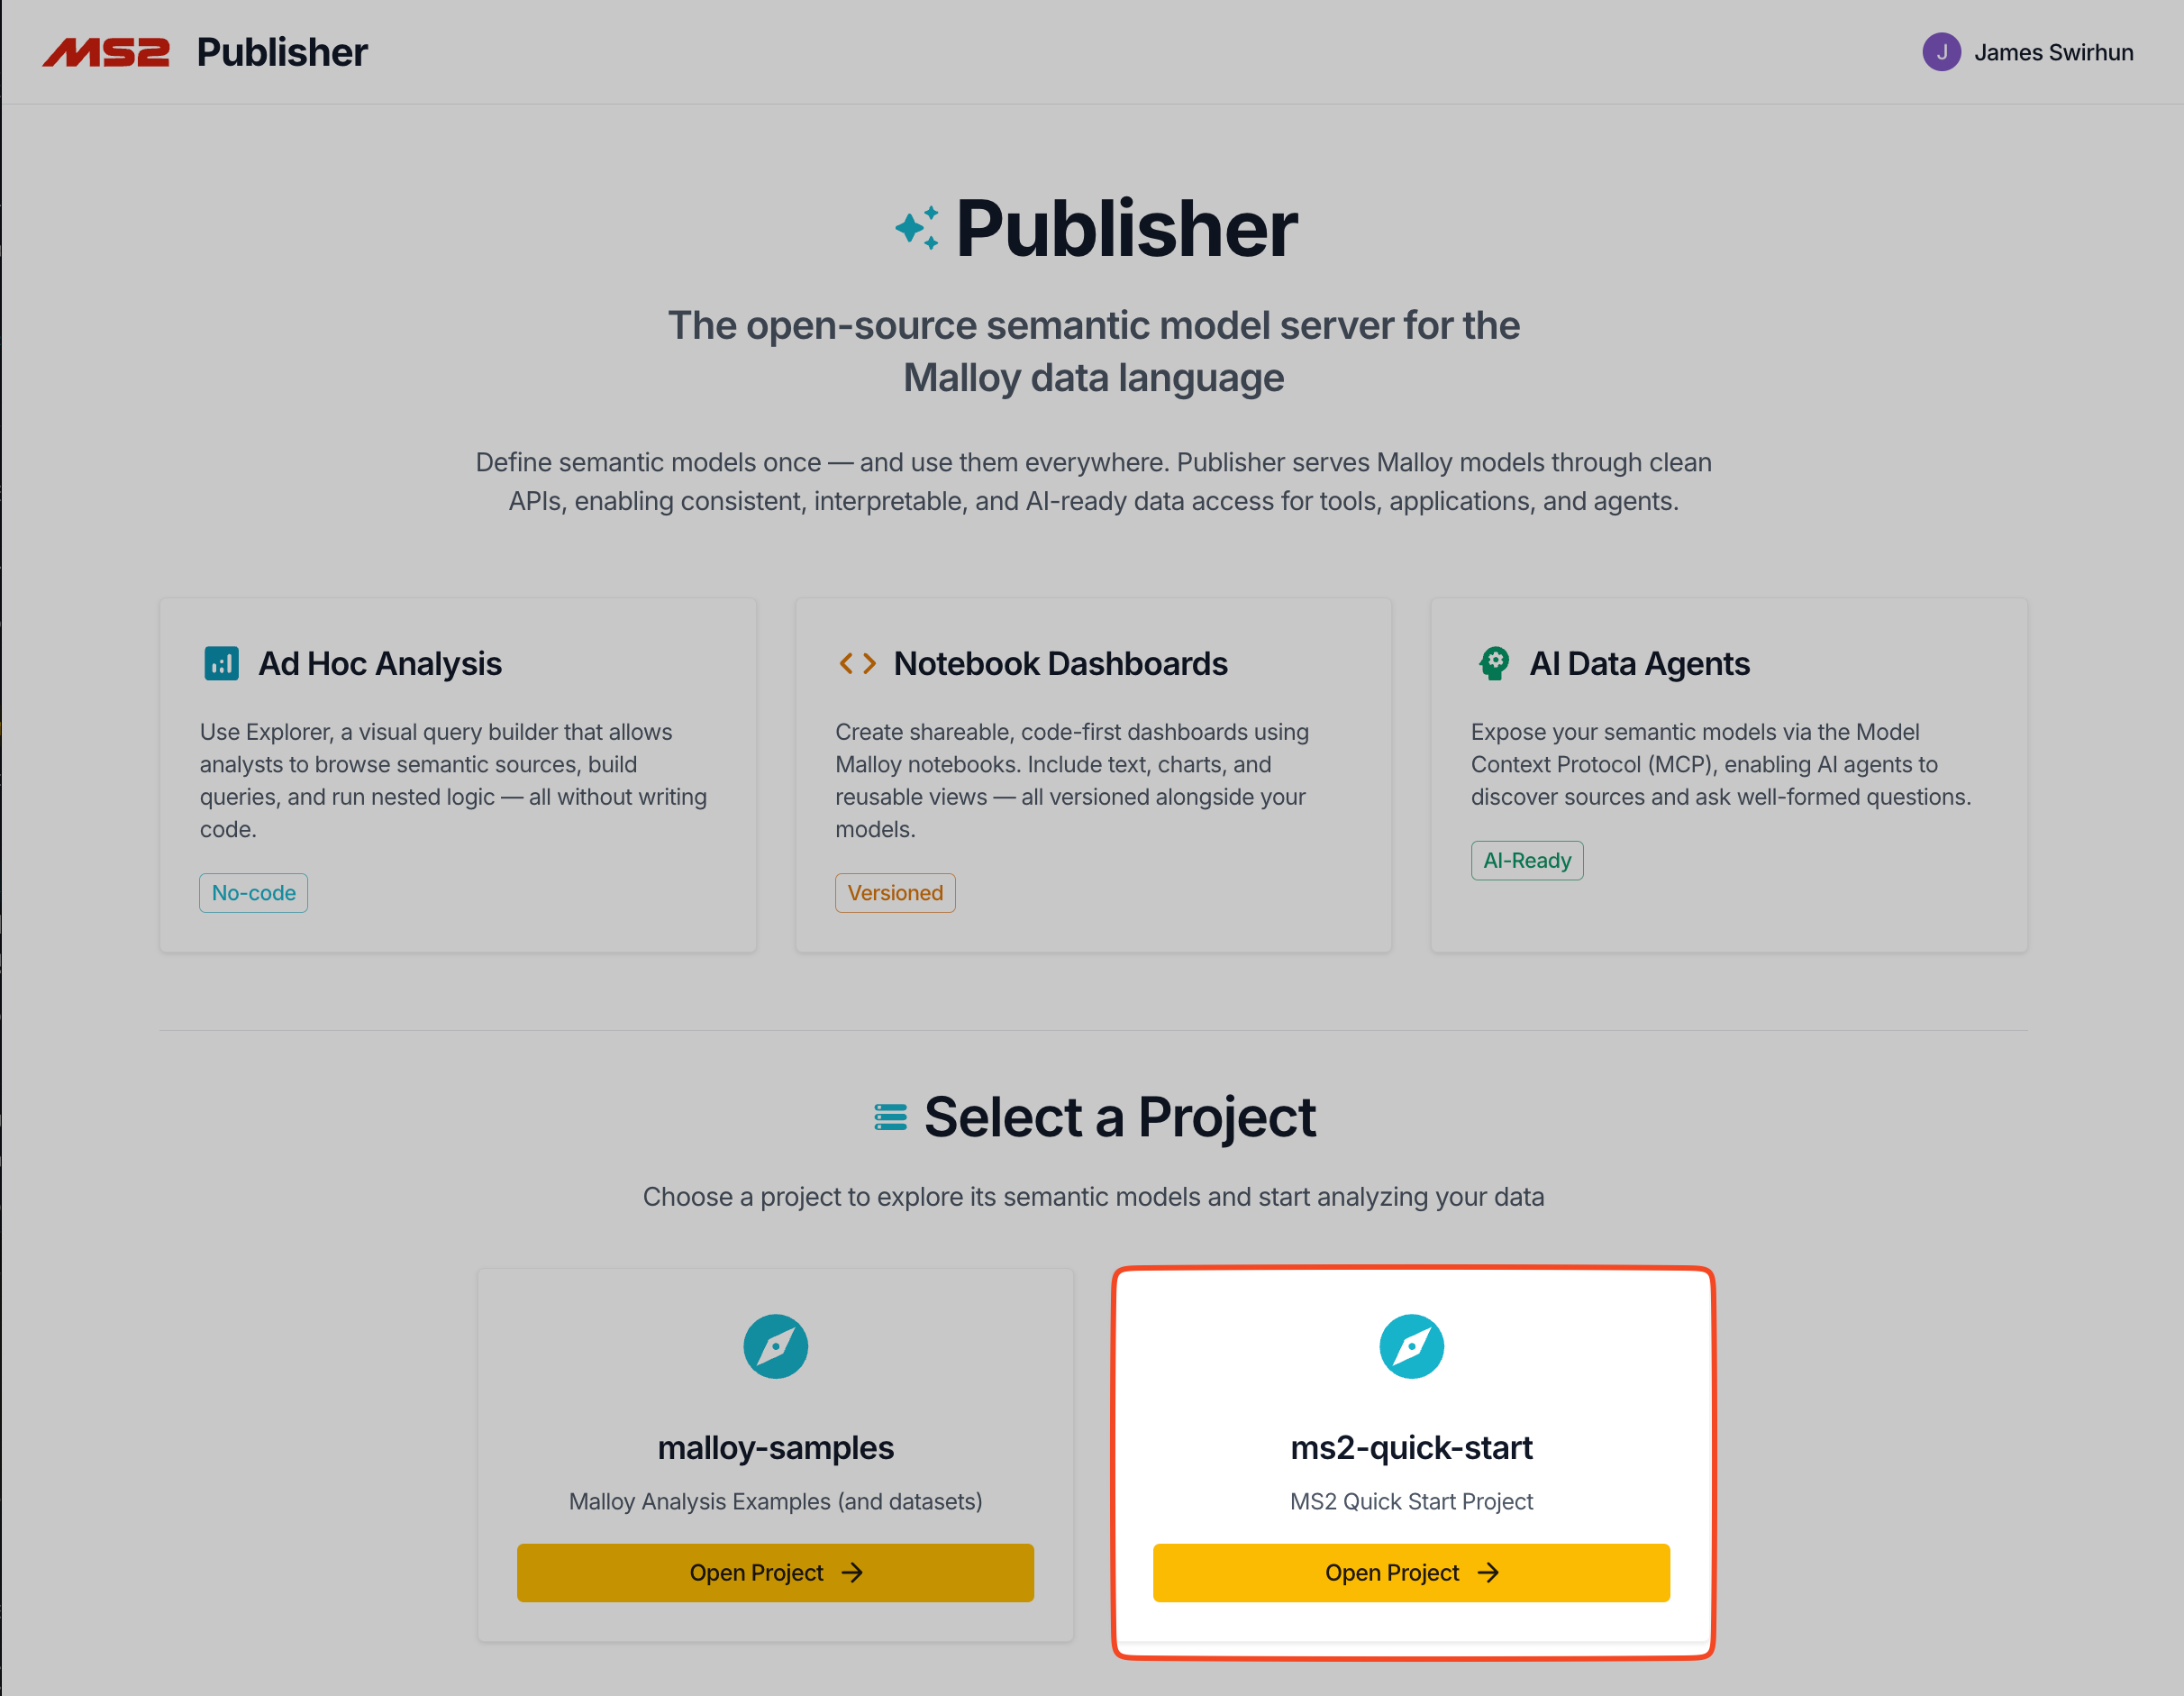 MS2 Publisher
J James Swirhun
Publisher
The open-source semantic model server for the
Malloy data language
Define semantic models once — and use them everywhere. Publisher serves Malloy models through clean
APIs, enabling consistent, interpretable, and AI-ready data access for tools, applications, and agents.
Ad Hoc Analysis
Use Explorer, a visual query builder that allows
analysts to browse semantic sources, build
queries, and run nested logic — all without writing
code.
No-code
Notebook Dashboards
Create shareable, code-first dashboards using
Malloy notebooks. Include text, charts, and
reusable views — all versioned alongside your
models.
Versioned
AI Data Agents
Expose your semantic models via the Model
Context Protocol (MCP), enabling AI agents to
discover sources and ask well-formed questions.
AI-Ready
Select a Project
Choose a project to explore its semantic models and start analyzing your data
malloy-samples
Malloy Analysis Examples (and datasets)
Open Project →
ms2-quick-start
MS2 Quick Start Project
Open Project →